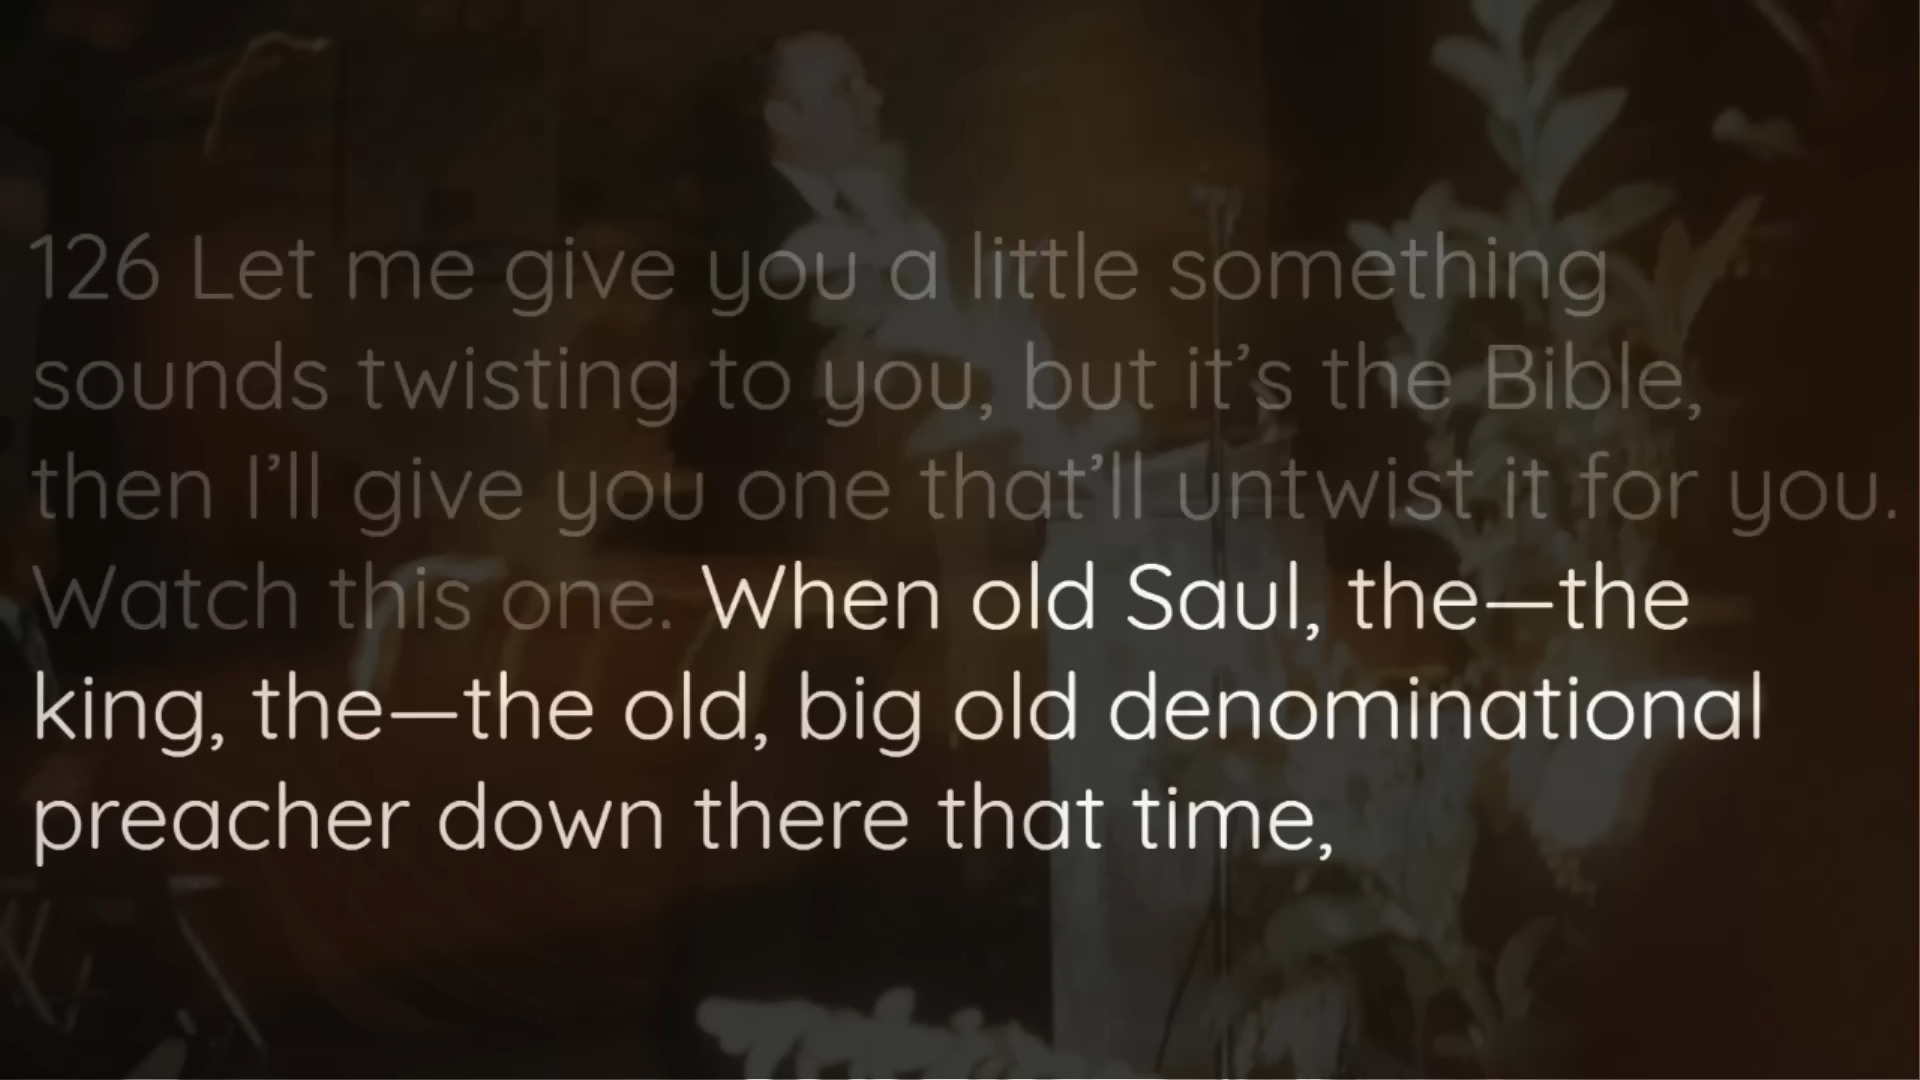 126 Let me give you a little something
sounds twisting to you, but it’s the Bible,
then I’ll give you one that’ll untwist it for you.
Watch this one. When old Saul, the—the
king, the—the old, big old denominational
preacher down there that time,